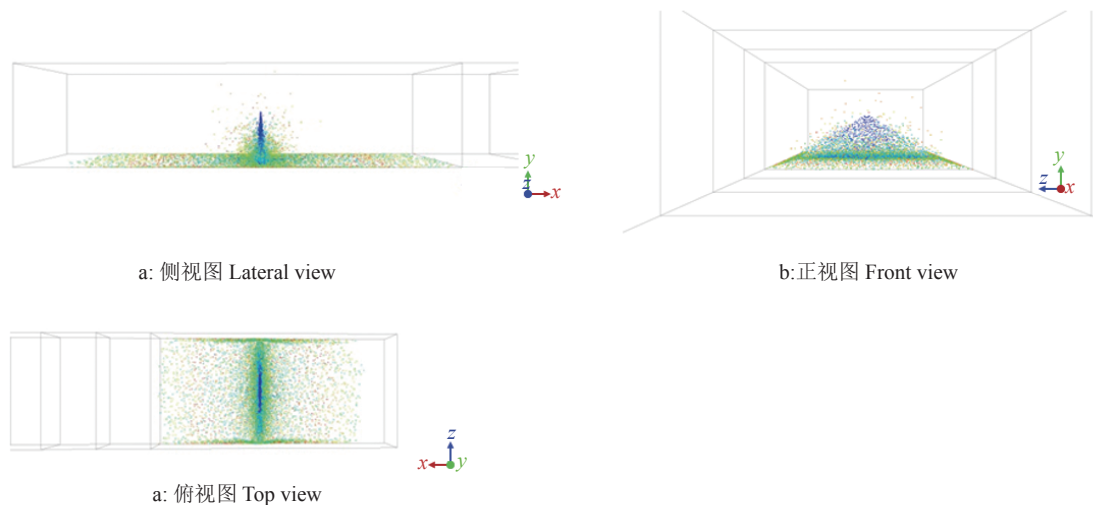 y
z
x
a: 侧视图 Lateral view
y
z
x
b:正视图 Front view
z
x
y
a: 俯视图 Top view